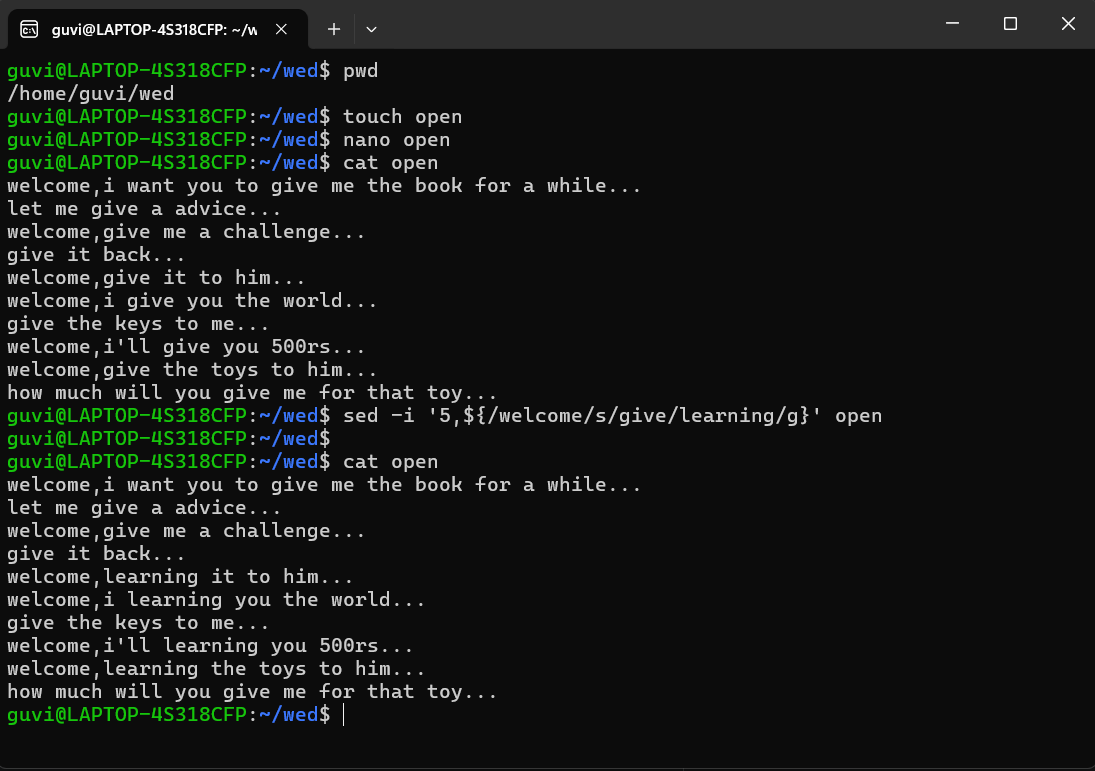 guvi@LAPTOP-4S318CFP: ~/w
guvi@LAPTOP-4S318CFP:~/wed$ pwd
/home/guvi/wed
guvi@LAPTOP-4S318CFP:~/wed$ touch open
guvi@LAPTOP-4S318CFP:~/wed$ nano open
guvi@LAPTOP-4S318CFP:~/wed$ cat open
welcome,i want you to give me the book for a while...
let me give a advice...
welcome,give me a challenge...
give it back...
welcome,give it to him...
welcome,i give you the world...
give the keys to me...
welcome,i'll give you 500rs...
welcome,give the toys to him...
how much will you give me for that toy...
guvi@LAPTOP-4S318CFP:~/wed$ sed -i '5,${/welcome/s/give/learning/g}' open
guvi@LAPTOP-4S318CFP:~/wed$
guvi@LAPTOP-4S318CFP:~/wed$ cat open
welcome,i want you to give me the book for a while...
let me give a advice...
welcome,give me a challenge...
give it back...
welcome,learning it to him...
welcome,i learning you the world...
give the keys to me...
welcome,i'll learning you 500rs...
welcome,learning the toys to him...
how much will you give me for that toy...
guvi@LAPTOP-4S318CFP:~/wed$